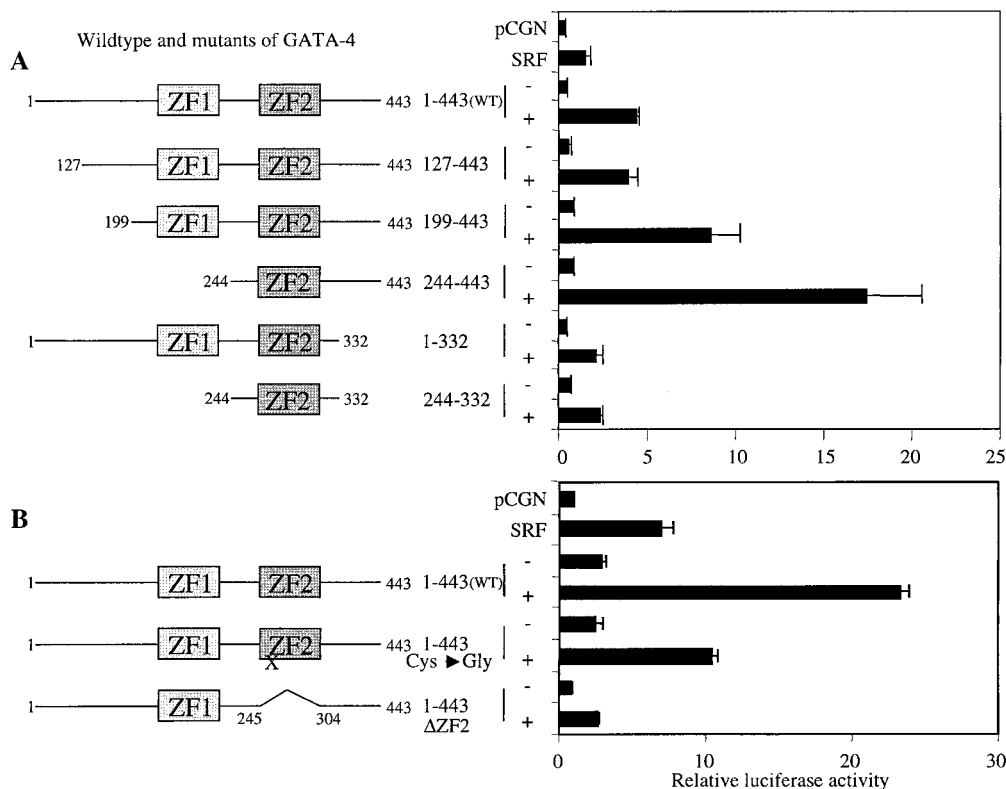 Wildtype and mutants of GATA-4
A
pCGN
SRF
1 ZF1 ZF2 443 1-443(WT) - +
127 ZF1 ZF2 443 127-443 - +
199 ZF1 ZF2 443 199-443 - +
244 ZF2 443 244-443 - +
1 ZF1 ZF2 332 1-332 - +
244 ZF2 332 244-332 - +
0 5 10 15 20 25
B
pCGN
SRF
1 ZF1 ZF2 443 1-443(WT) - +
1 ZF1 ZF2 443 1-443 - +
X Cys ► Gly
1 ZF1 245 304 443 1-443 - +
ΔZF2
0 10 20 30
Relative luciferase activity